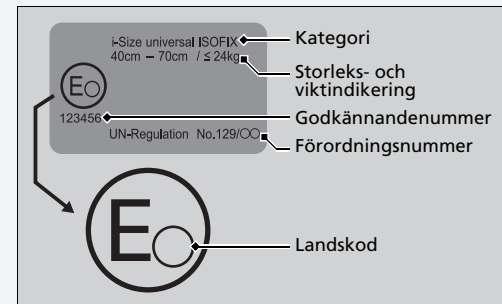 i-Size universal ISOFIX
40cm – 70cm / ≤ 24kg
E
123456
UN-Regulation No.129/○○
Kategori
Storleks- och
viktindikering
Godkännandenummer
Förordningsnummer
E
Landskod